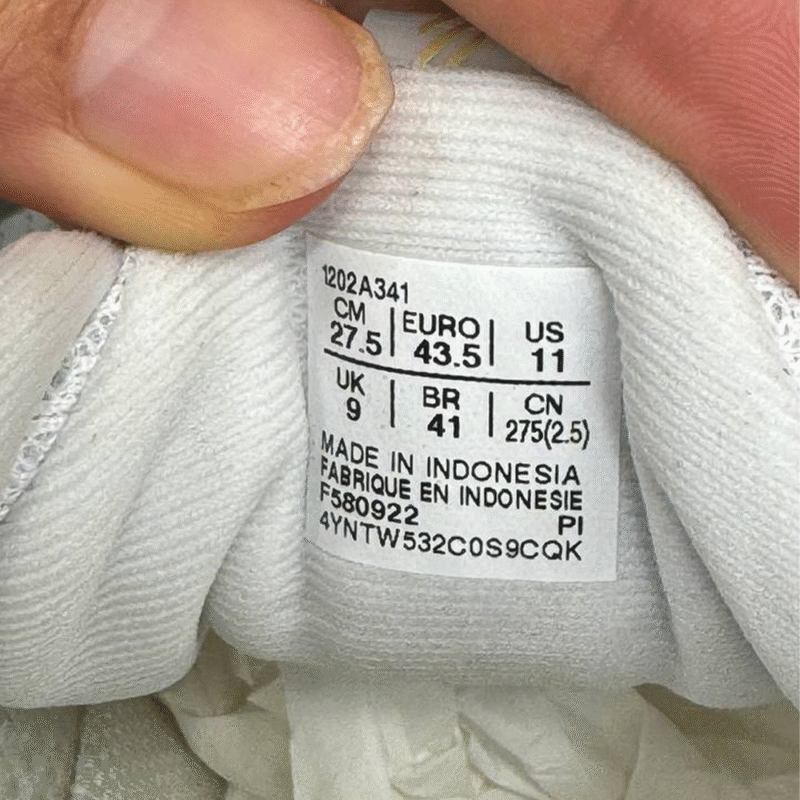 1202A341
CM | EURO | US
27.5 | 43.5 | 11
UK | BR | CN
9 | 41 | 275(2.5)
MADE IN INDONESIA
FABRIQUE EN INDONESIE
F580922 PI
4YNTW532C0S9CQK